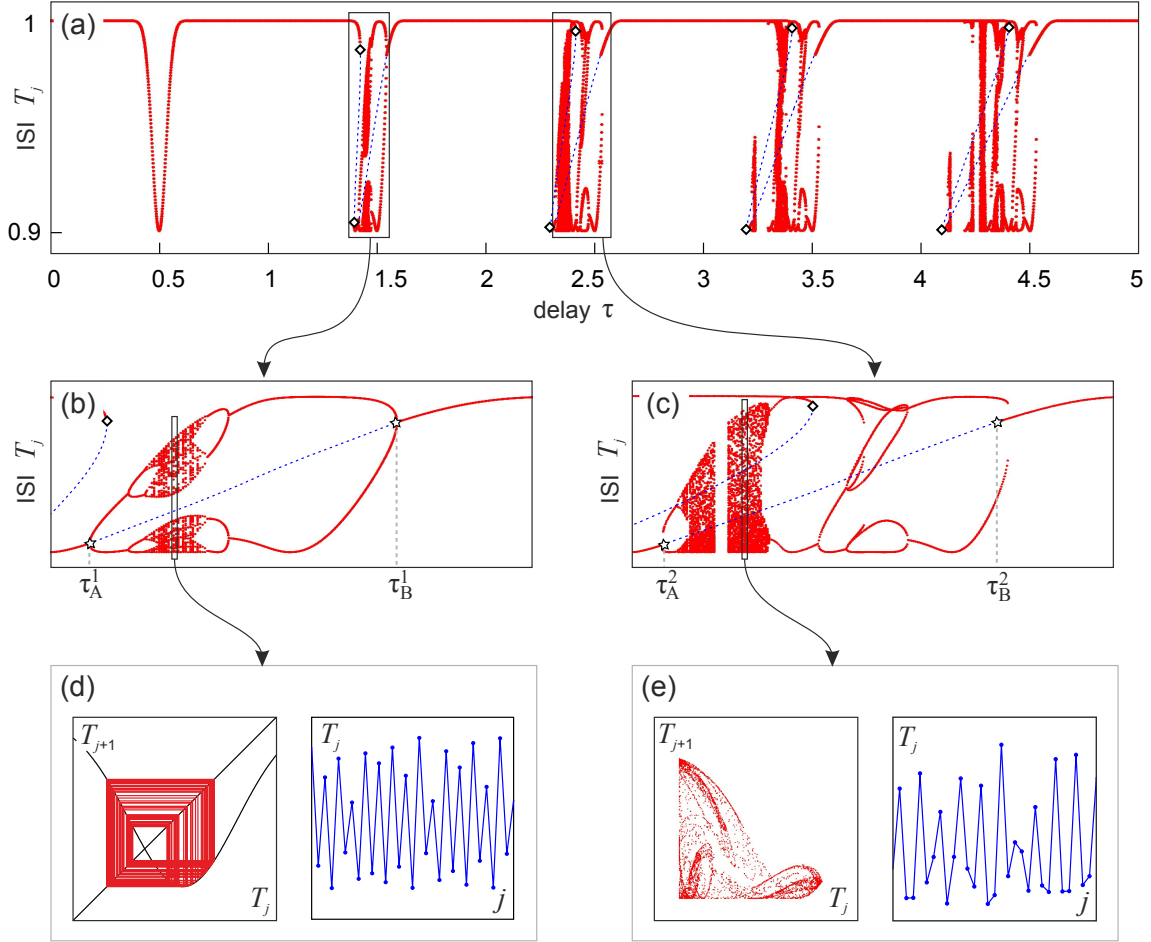 (a)
ISI T_j
1
0.9
0 0.5 1 1.5 2 2.5 3 3.5 4 4.5 5
delay τ
(b)
ISI T_j
τ_A^1 τ_B^1
(c)
ISI T_j
τ_A^2 τ_B^2
(d)
T_{j+1}
T_j
T_j
j
(e)
T_{j+1}
T_j
T_j
j